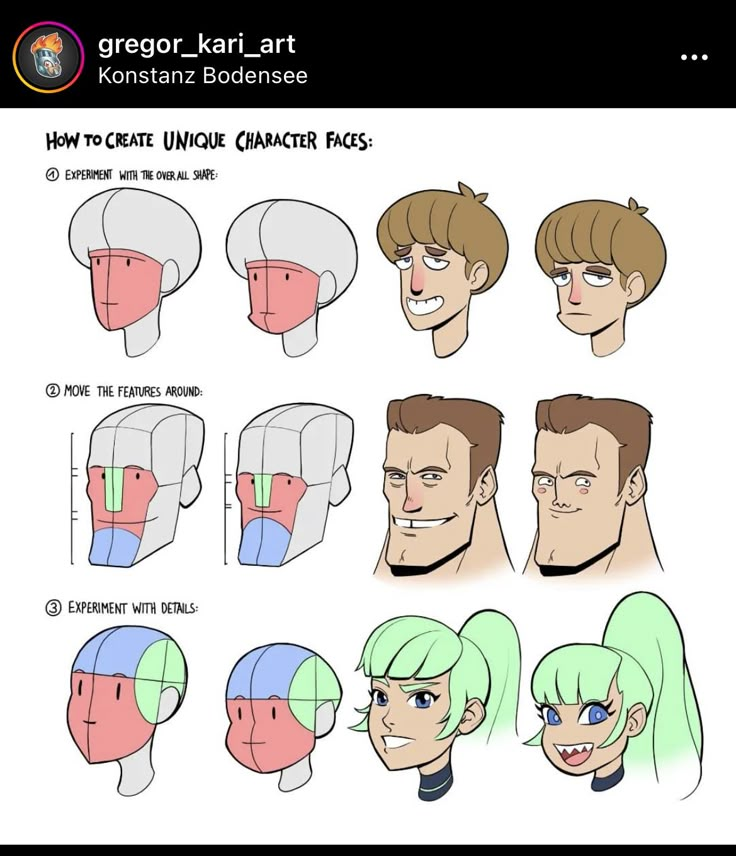 gregor_kari_art
Konstanz Bodensee
HOW TO CREATE UNIQUE CHARACTER FACES:
① EXPERIMENT WITH THE OVERALL SHAPE:
② MOVE THE FEATURES AROUND:
③ EXPERIMENT WITH DETAILS: